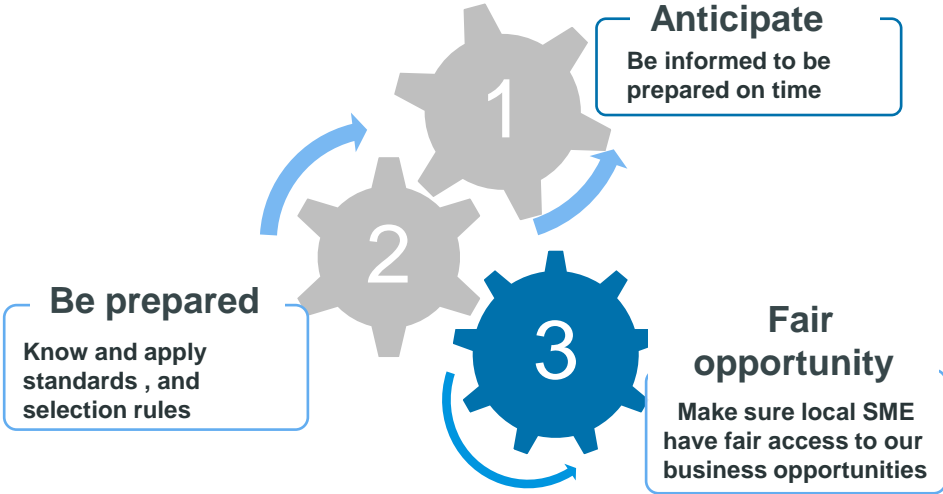 1
Anticipate
Be informed to be
prepared on time
2
Be prepared
Know and apply
standards , and
selection rules
3
Fair
opportunity
Make sure local SME
have fair access to our
business opportunities